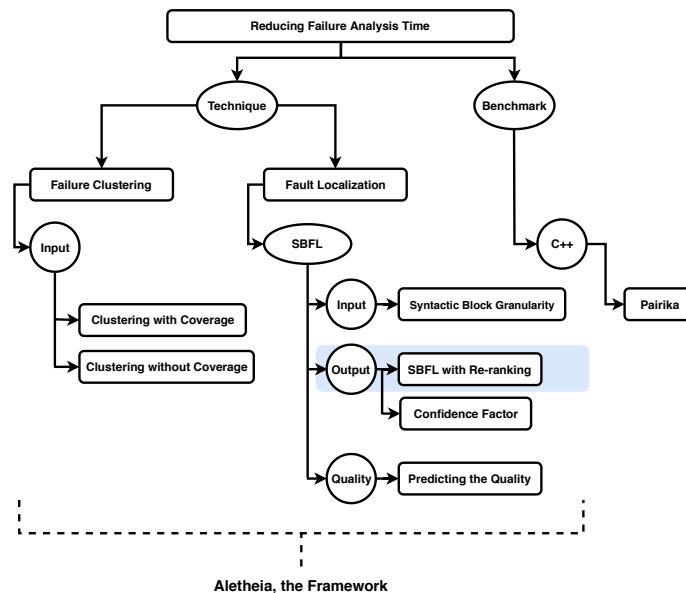 Reducing Failure Analysis Time
Technique
Benchmark
Failure Clustering
Fault Localization
Input
SBFL
C++
Input
Syntactic Block Granularity
Pairika
Clustering with Coverage
Clustering without Coverage
Output
SBFL with Re-ranking
Confidence Factor
Quality
Predicting the Quality
Aletheia, the Framework